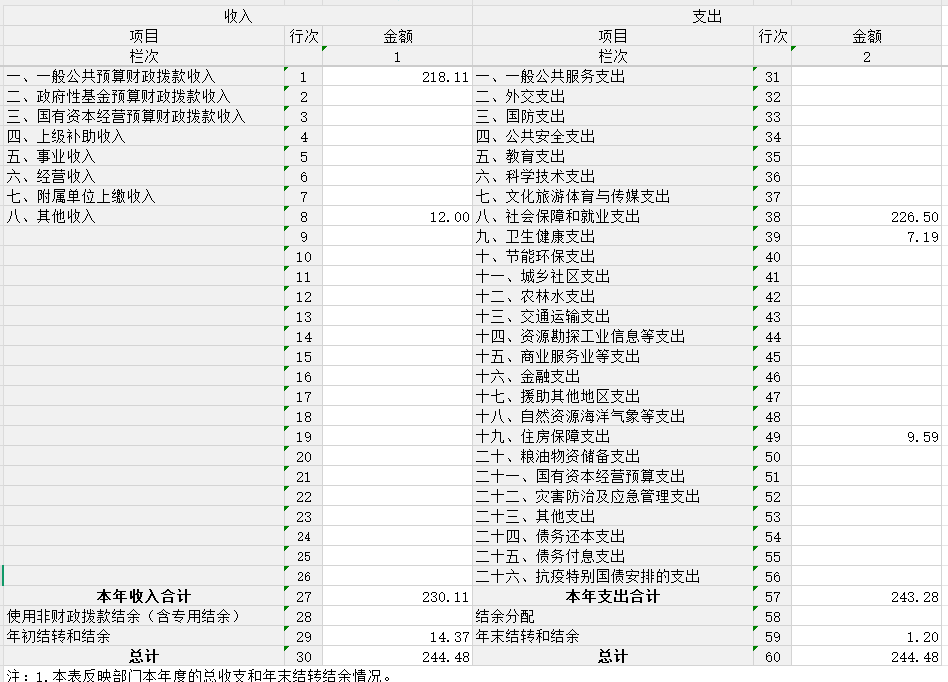 收入 支出
项目 行次 金额 项目 行次 金额
栏次 1 栏次 2
一、一般公共预算财政拨款收入 1 218.11 一、一般公共服务支出 31
二、政府性基金预算财政拨款收入 2 二、外交支出 32
三、国有资本经营预算财政拨款收入 3 三、国防支出 33
四、上级补助收入 4 四、公共安全支出 34
五、事业收入 5 五、教育支出 35
六、经营收入 6 六、科学技术支出 36
七、附属单位上缴收入 7 七、文化旅游体育与传媒支出 37
八、其他收入 8 12.00 八、社会保障和就业支出 38 226.50
9 九、卫生健康支出 39 7.19
10 十、节能环保支出 40
11 十一、城乡社区支出 41
12 十二、农林水支出 42
13 十三、交通运输支出 43
14 十四、资源勘探工业信息等支出 44
15 十五、商业服务业等支出 45
16 十六、金融支出 46
17 十七、援助其他地区支出 47
18 十八、自然资源海洋气象等支出 48
19 十九、住房保障支出 49 9.59
20 二十、粮油物资储备支出 50
21 二十一、国有资本经营预算支出 51
22 二十二、灾害防治及应急管理支出 52
23 二十三、其他支出 53
24 二十四、债务还本支出 54
25 二十五、债务付息支出 55
26 二十六、抗疫特别国债安排的支出 56
本年收入合计 27 230.11 本年支出合计 57 243.28
使用非财政拨款结余（含专用结余） 28 结余分配 58
年初结转和结余 29 14.37 年末结转和结余 59 1.20
总计 30 244.48 总计 60 244.48
注：1.本表反映部门本年度的总收支和年末结转结余情况。